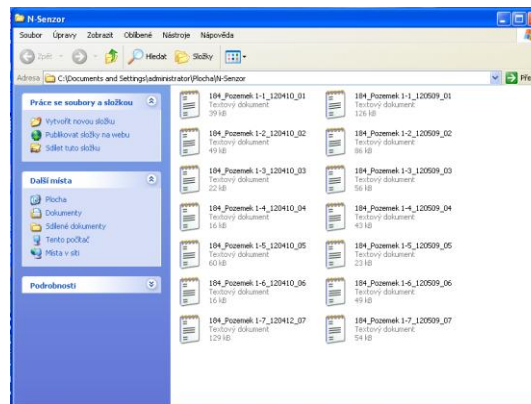 N-Senzor
Soubor Úpravy Zobrazit Oblíbené Nástroje Nápověda
Zpět Hledat Složky
Adresa C:\Documents and Settings\administrator\Plocha\N-Senzor
Práce se soubory a složkou
Vytvořit novou složku
Publikovat složky na webu
Sdílet tuto složku
Další místa
Plocha
Dokumenty
Sdílené dokumenty
Tento počítač
Místa v síti
Podrobnosti
184_Pozemek 1-1_120410_01
Textový dokument
39 kB
184_Pozemek 1-1_120509_01
Textový dokument
126 kB
184_Pozemek 1-2_120410_02
Textový dokument
49 kB
184_Pozemek 1-2_120509_02
Textový dokument
86 kB
184_Pozemek 1-3_120410_03
Textový dokument
22 kB
184_Pozemek 1-3_120509_03
Textový dokument
56 kB
184_Pozemek 1-4_120410_04
Textový dokument
16 kB
184_Pozemek 1-4_120509_04
Textový dokument
43 kB
184_Pozemek 1-5_120410_05
Textový dokument
60 kB
184_Pozemek 1-5_120509_05
Textový dokument
23 kB
184_Pozemek 1-6_120410_06
Textový dokument
16 kB
184_Pozemek 1-6_120509_06
Textový dokument
49 kB
184_Pozemek 1-7_120412_07
Textový dokument
129 kB
184_Pozemek 1-7_120509_07
Textový dokument
54 kB